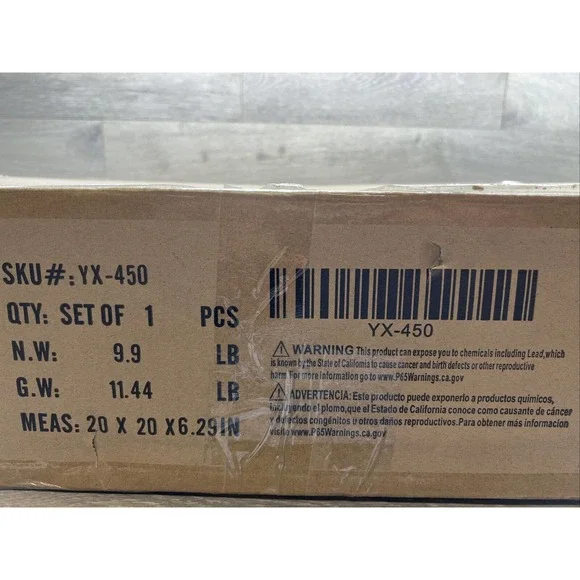 SKU#: YX-450
QTY: SET OF 1 PCS
N.W: 9.9 LB
G.W: 11.44 LB
MEAS: 20 X 20 X6.29IN
YX-450
⚠ WARNING This product can expose you to chemicals including Lead,which
is known by the State of California to cause cancer and birth defects or other reproductive
harm For more information go to www.P65Warnings.ca.gov
⚠ ADVERTENCIA: Este producto puede exponerlo a productos químicos,
incluyendo el plomo,que el Estado de California conoce como causante de cáncer
y defectos congénitos u otros daños reproductivos.Para obtener más informacion
visite www.P65Warnings.ca.gov